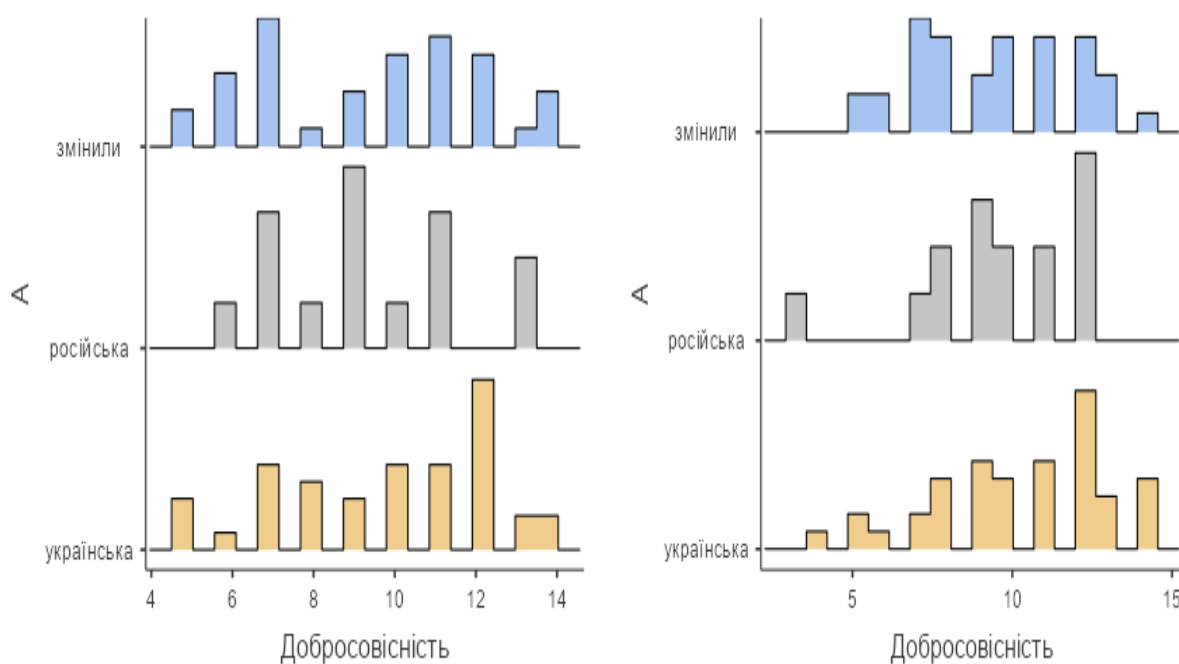 змінили
російська
українська
A
4 6 8 10 12 14
Добросовісність
змінили
російська
українська
A
5 10 15
Добросовісність